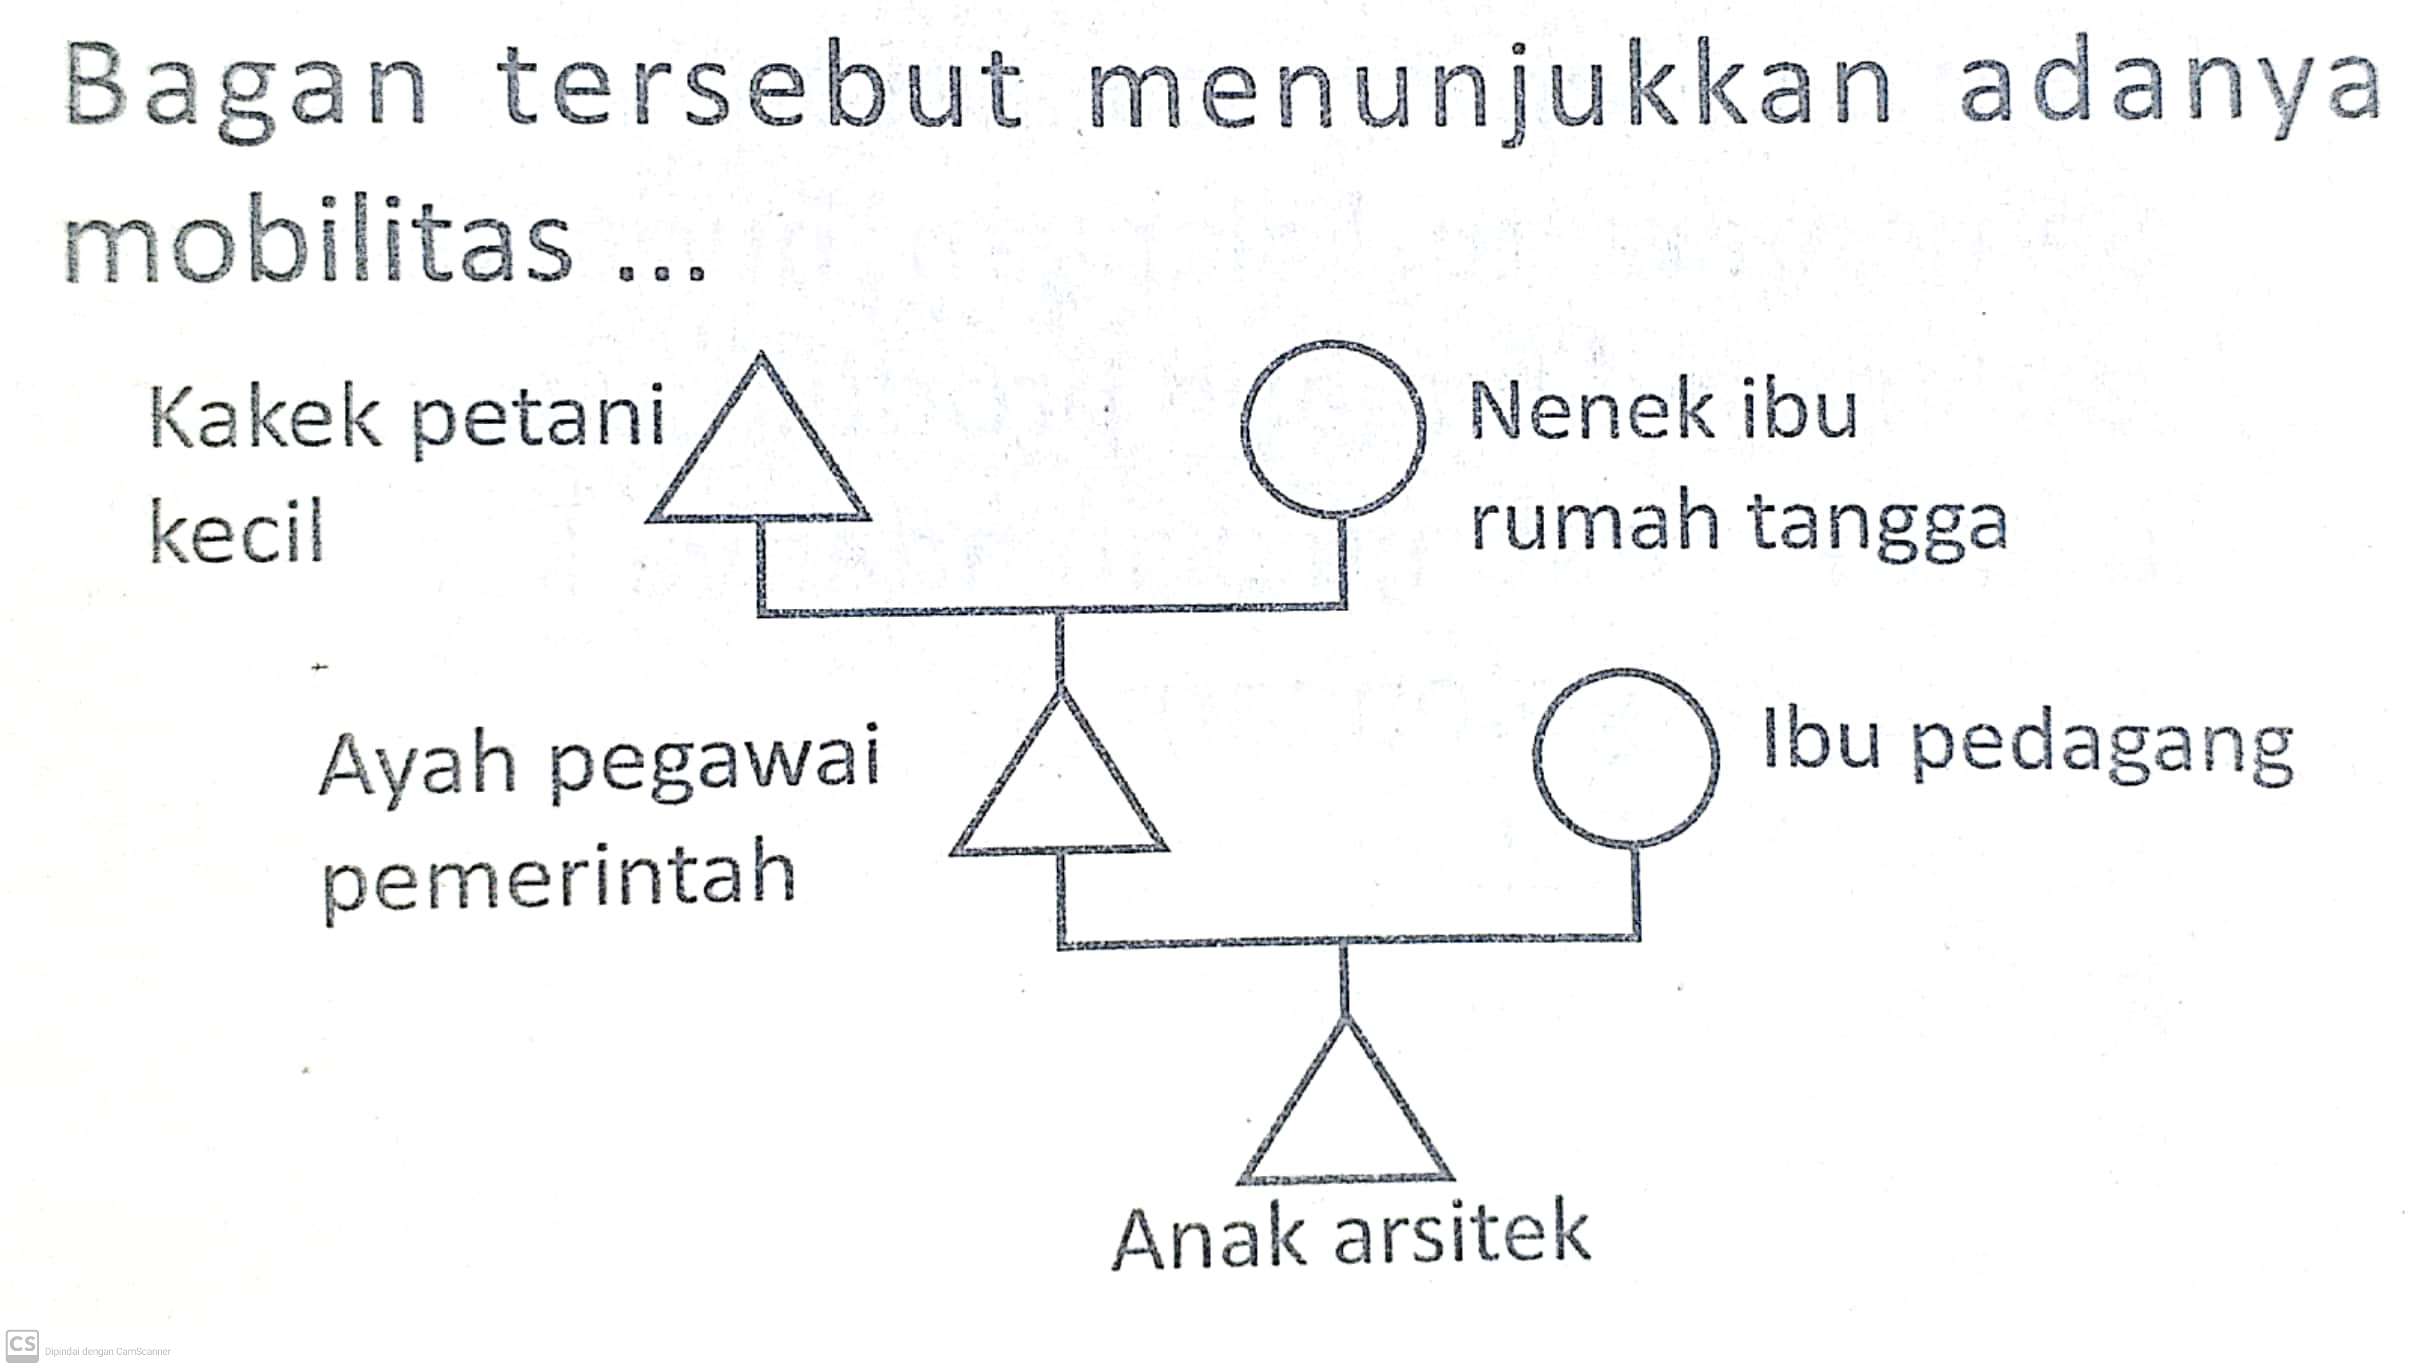 Bagan tersebut menunjukkan adanya
mobilitas ...
Kakek petani
kecil
Nenek ibu
rumah tangga
Ayah pegawai
pemerintah
Ibu pedagang
Anak arsitek
CS Dipindai dengan CamScanner